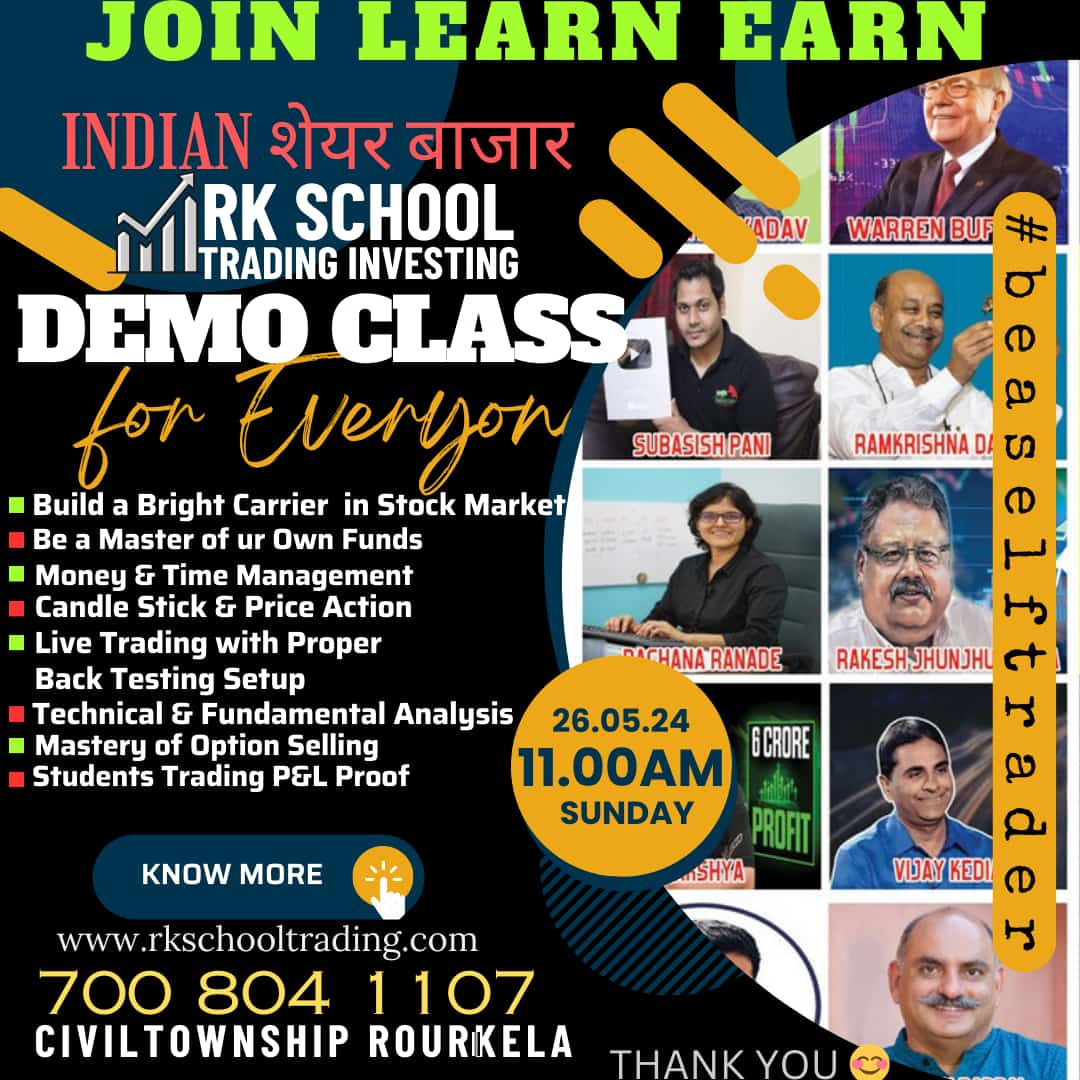 JOIN LEARN EARN
INDIAN शेयर बाजार
RK SCHOOL
TRADING INVESTING
DEMO CLASS
for Everyon
Build a Bright Carrier in Stock Market
Be a Master of ur Own Funds
Money & Time Management
Candle Stick & Price Action
Live Trading with Proper
Back Testing Setup
Technical & Fundamental Analysis
Mastery of Option Selling
Students Trading P&L Proof
KNOW MORE
www.rkschooltrading.com
700 804 1107
CIVILTOWNSHIP ROURKELA
ADAV
WARREN BUF
SUBASISH PANI
RAMKRISHNA DA
RACHANA RANADE
RAKESH JHUNJHU
26.05.24
11.00AM
SUNDAY
6 CRORE
PROFIT
SHYA
VIJAY KEDI
#beaselftrader
THANK YOU 😊